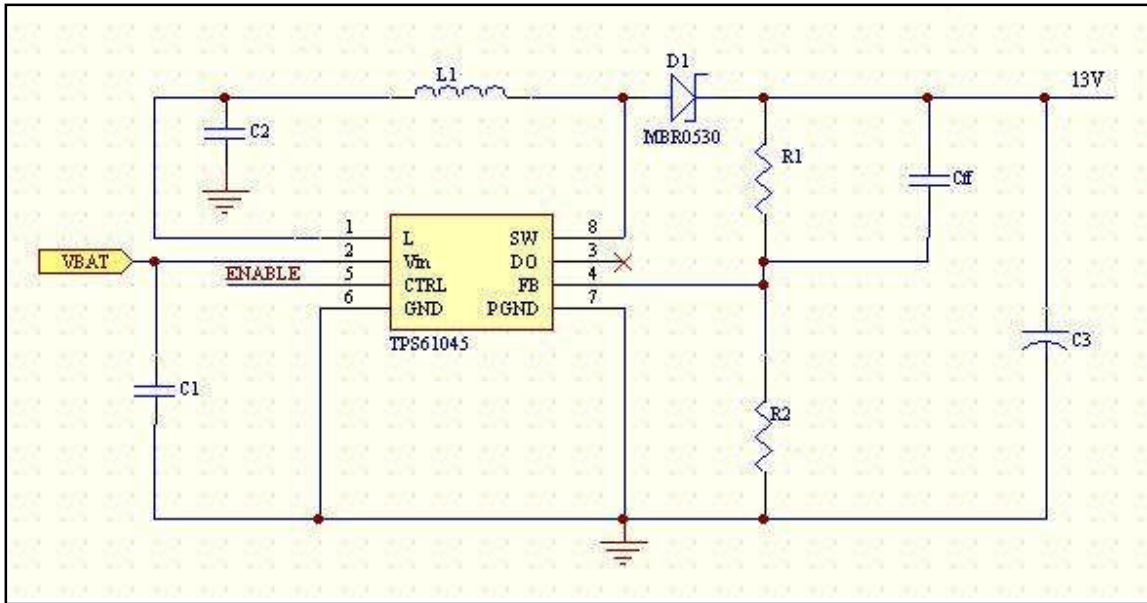 D1
L1
13V
C2
MBR0530
R1
Cff
1
8
L
SW
VBAT
2
3
Vin
DO
ENABLE
5
4
CTRL
FB
6
7
GND
PGND
TPS61045
C3
C1
R2